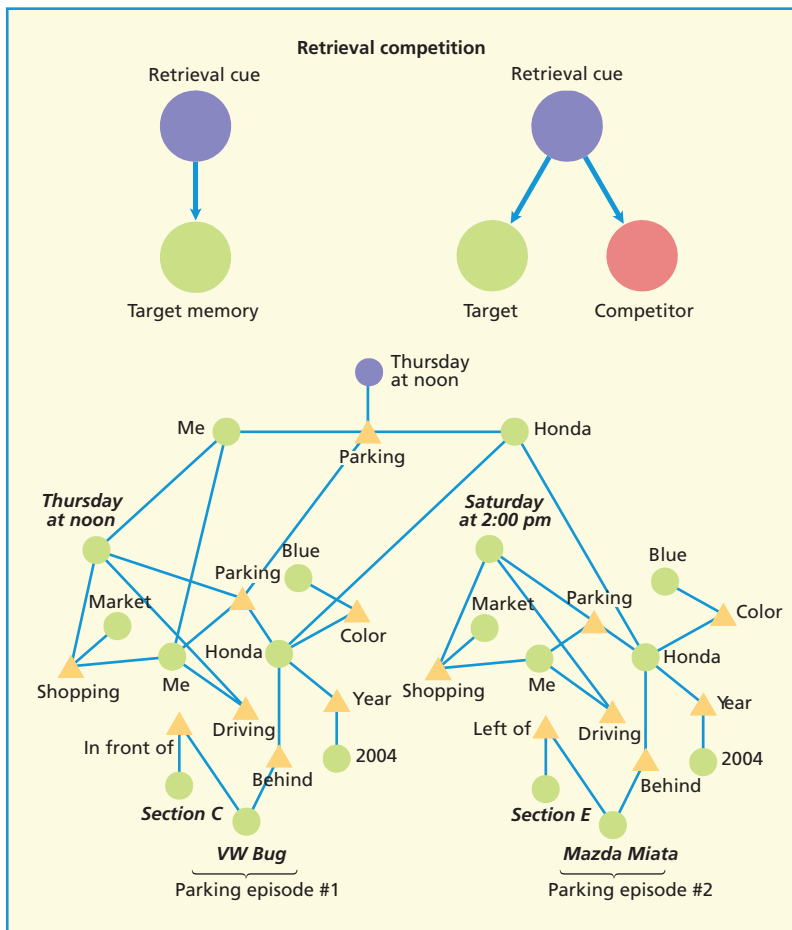 Retrieval competition
Retrieval cue
Retrieval cue
Target memory
Target
Competitor
Thursday
at noon
Me
Honda
Parking
Thursday
at noon
Saturday
at 2:00 pm
Blue
Blue
Parking
Parking
Market
Market
Color
Color
Honda
Honda
Shopping
Me
Shopping
Me
Year
Year
Driving
Driving
In front of
Left of
2004
2004
Behind
Behind
Section C
Section E
VW Bug
Mazda Miata
Parking episode #1
Parking episode #2